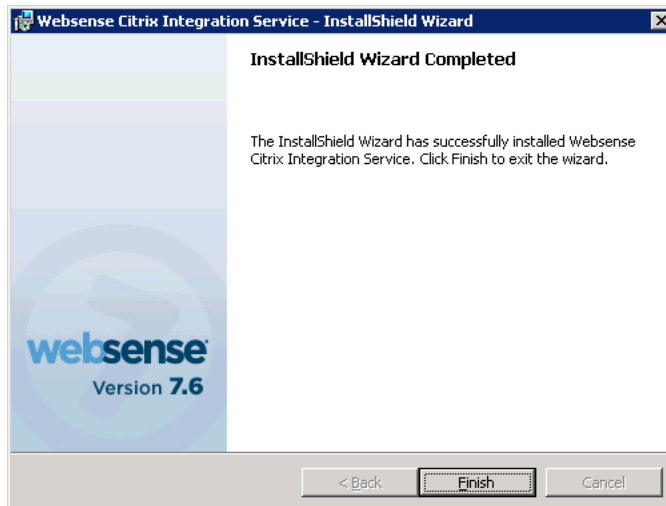 Websense Citrix Integration Service - InstallShield Wizard
InstallShield Wizard Completed
The InstallShield Wizard has successfully installed Websense
Citrix Integration Service. Click Finish to exit the wizard.
websense
Version 7.6
< Back
Finish
Cancel